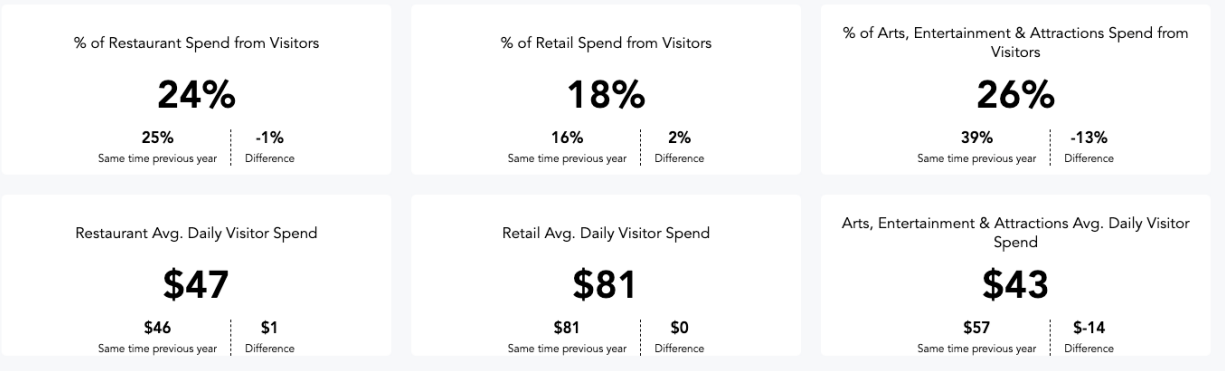 % of Restaurant Spend from Visitors
24%
25%
Same time previous year
-1%
Difference
% of Retail Spend from Visitors
18%
16%
Same time previous year
2%
Difference
% of Arts, Entertainment & Attractions Spend from
Visitors
26%
39%
Same time previous year
-13%
Difference
Restaurant Avg. Daily Visitor Spend
$47
$46
Same time previous year
$1
Difference
Retail Avg. Daily Visitor Spend
$81
$81
Same time previous year
$0
Difference
Arts, Entertainment & Attractions Avg. Daily Visitor
Spend
$43
$57
Same time previous year
$-14
Difference